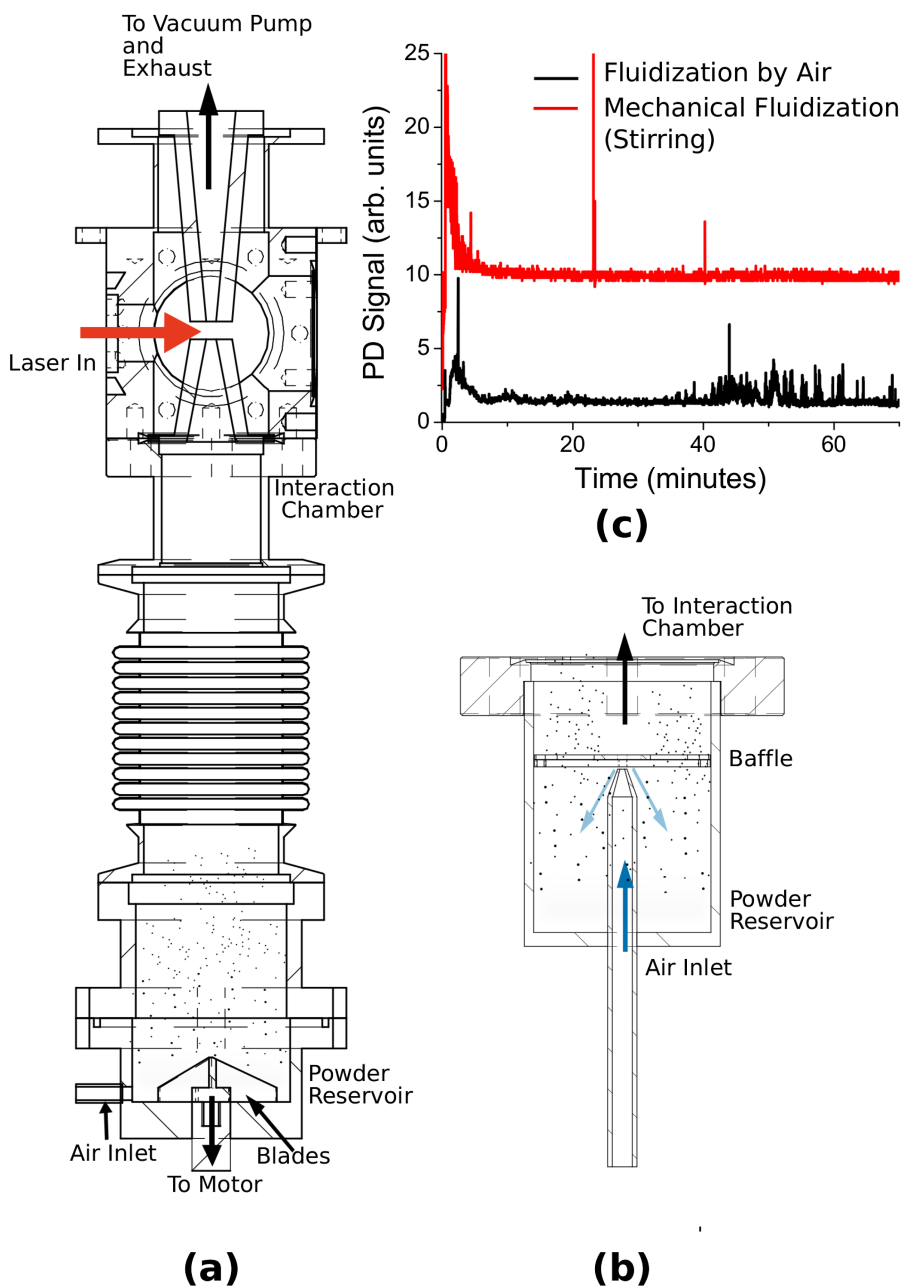 To Vacuum Pump
and
Exhaust
Laser In
Interaction
Chamber
Powder
Reservoir
Air Inlet
Blades
To Motor
(a)
25
20
15
10
5
0
PD Signal (arb. units)
Fluidization by Air
Mechanical Fluidization
(Stirring)
0 20 40 60
Time (minutes)
(c)
To Interaction
Chamber
Baffle
Powder
Reservoir
Air Inlet
(b)